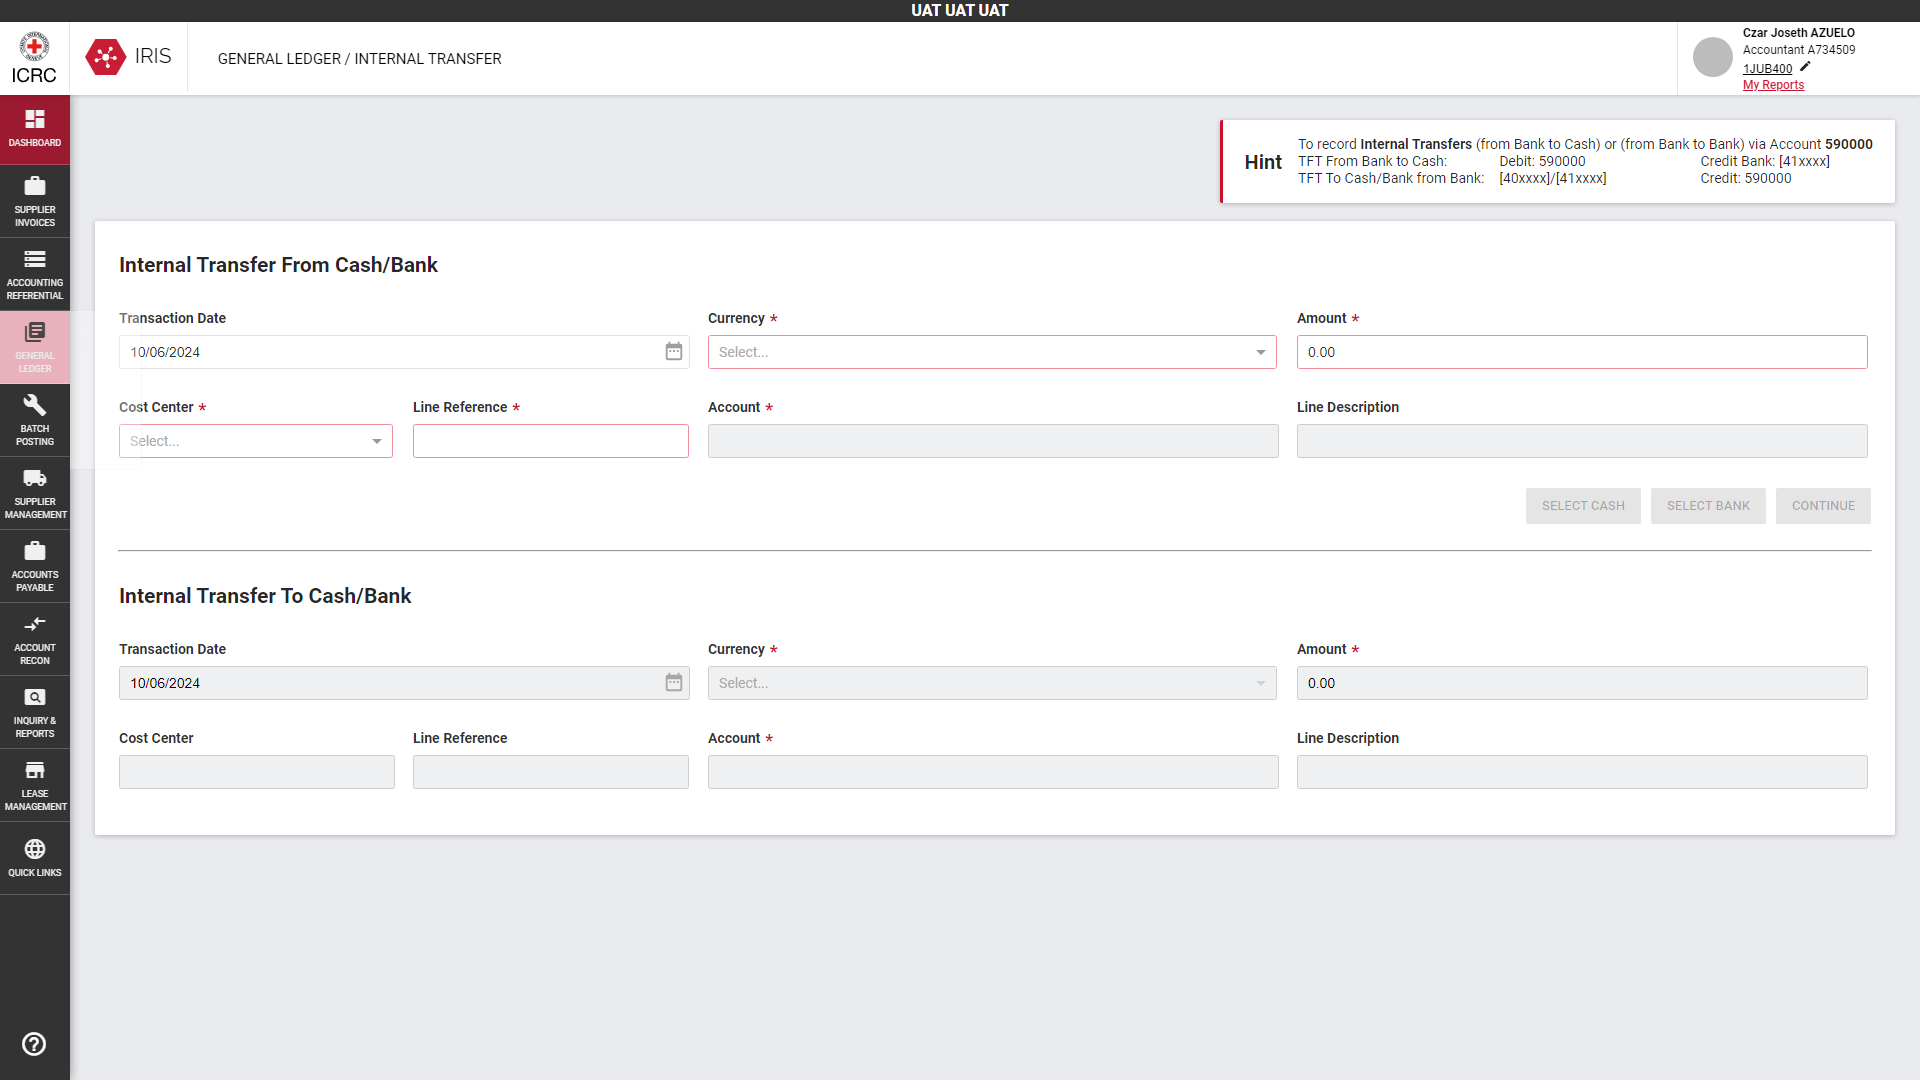 UAT UAT UAT
ICRC
IRIS
GENERAL LEDGER / INTERNAL TRANSFER
Czar Joseth AZUELO
Accountant A734509
1JUB400
My Reports
DASHBOARD
SUPPLIER
INVOICES
ACCOUNTING
REFERENTIAL
GENERAL
LEDGER
BATCH
POSTING
SUPPLIER
MANAGEMENT
ACCOUNTS
PAYABLE
ACCOUNT
RECON
INQUIRY &
REPORTS
LEASE
MANAGEMENT
QUICK LINKS
Hint
To record Internal Transfers (from Bank to Cash) or (from Bank to Bank) via Account 590000
TFT From Bank to Cash: Debit: 590000 Credit Bank: [41xxxx]
TFT To Cash/Bank from Bank: [40xxxx]/[41xxxx] Credit: 590000
Internal Transfer From Cash/Bank
Transaction Date Currency * Amount *
10/06/2024 Select... 0.00
Cost Center * Line Reference * Account * Line Description
Select...
SELECT CASH SELECT BANK CONTINUE
Internal Transfer To Cash/Bank
Transaction Date Currency * Amount *
10/06/2024 Select... 0.00
Cost Center Line Reference Account * Line Description